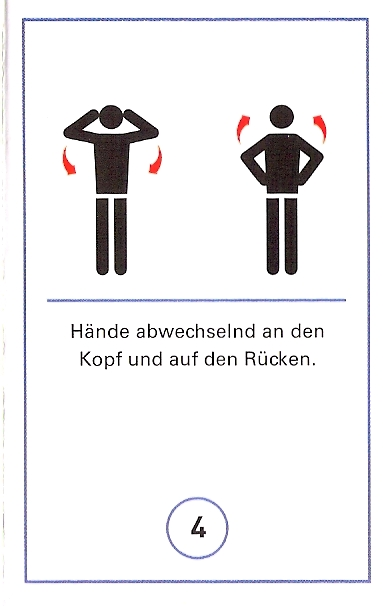 Hände abwechselnd an den
Kopf und auf den Rücken.
4